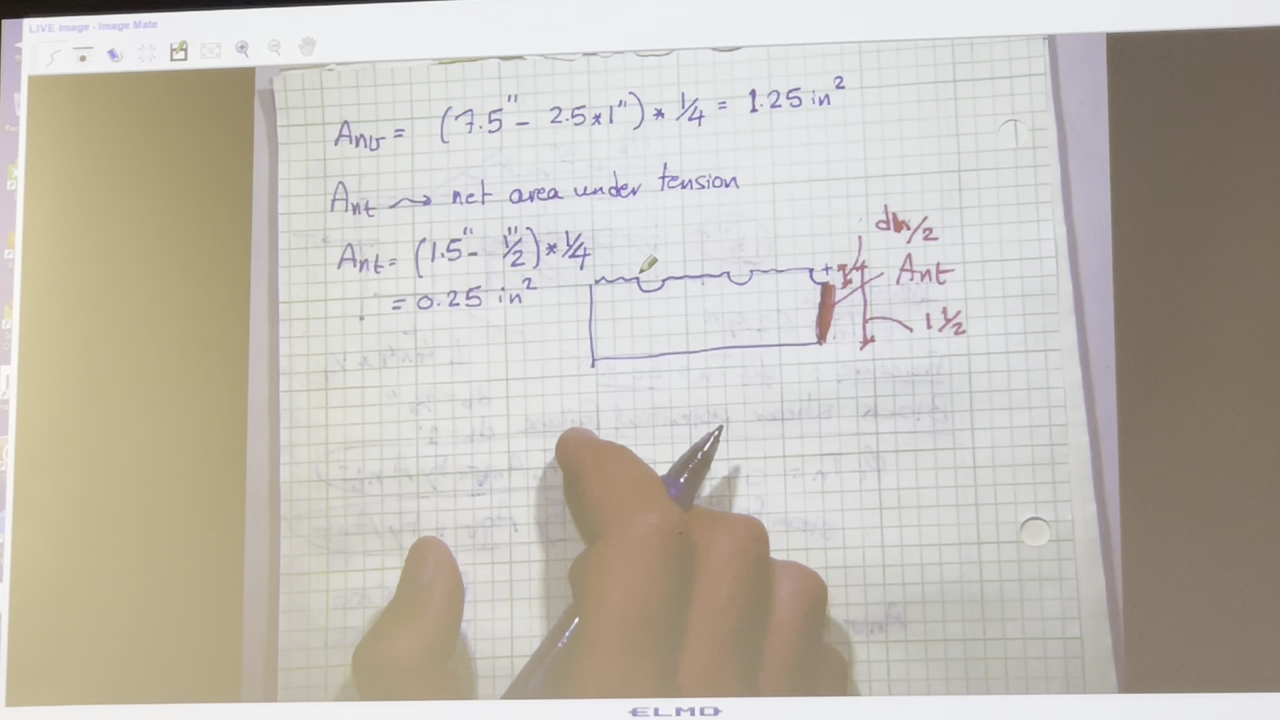 LIVE image - Image Mate
Anv = (7.5" - 2.5*1") * 1/4 = 1.25 in²
Ant → net area under tension
Ant = (1.5" - 1/2") * 1/4
= 0.25 in²
dh/2
Ant
1 1/2
ELMO